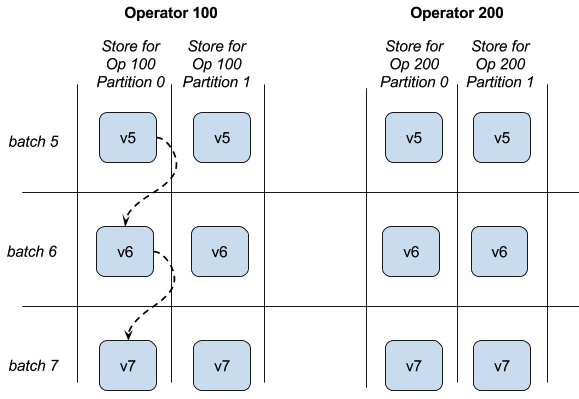 Operator 100
Operator 200
Store for
Op 100
Partition 0
Store for
Op 100
Partition 1
Store for
Op 200
Partition 0
Store for
Op 200
Partition 1
batch 5
v5
v5
v5
v5
batch 6
v6
v6
v6
v6
batch 7
v7
v7
v7
v7